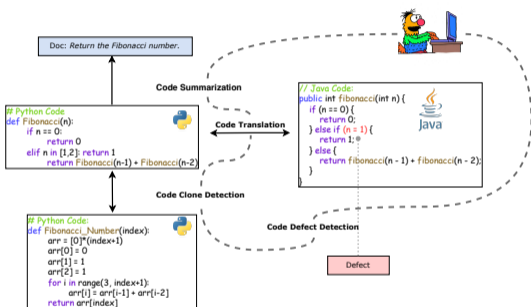 Doc: Return the Fibonacci number.
Code Summarization
# Python Code
def Fibonacci(n):
if n == 0:
return 0
elif n in [1,2]: return 1
return Fibonacci(n-1) + Fibonacci(n-2)
Code Translation
// Java Code:
public int fibonacci(int n) {
if (n == 0) {
return 0;
} else if (n = 1) {
return 1;
} else {
return fibonacci(n - 1) + fibonacci(n - 2);
}
}
Java
Code Clone Detection
# Python Code:
def Fibonacci_Number(index):
arr = [0]*(index+1)
arr[0] = 0
arr[1] = 1
arr[2] = 1
for i in range(3, index+1):
arr[i] = arr[i-1] + arr[i-2]
return arr[index]
Code Defect Detection
Defect